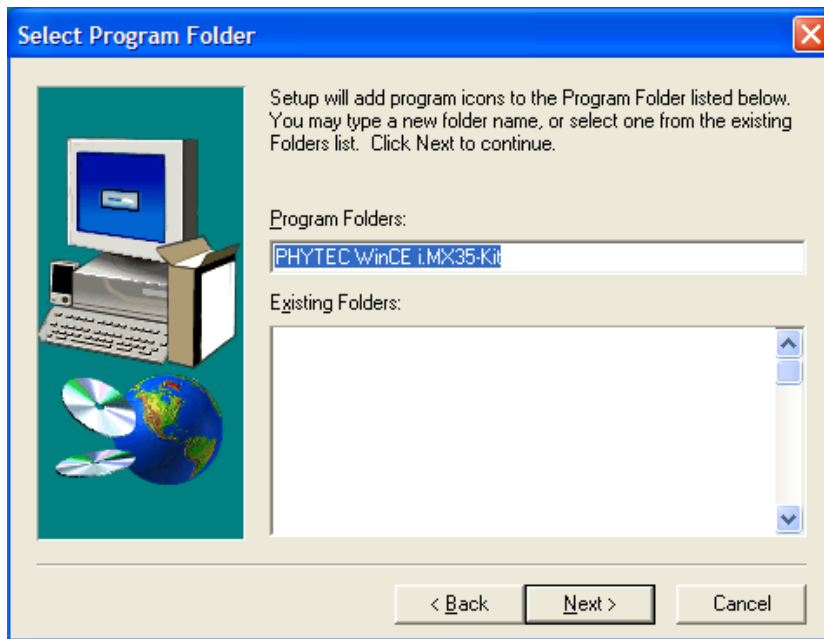 Select Program Folder
Setup will add program icons to the Program Folder listed below.
You may type a new folder name, or select one from the existing
Folders list.  Click Next to continue.
Program Folders:
PHYTEC WinCE i.MX35-Kit
Existing Folders:
< Back
Next >
Cancel